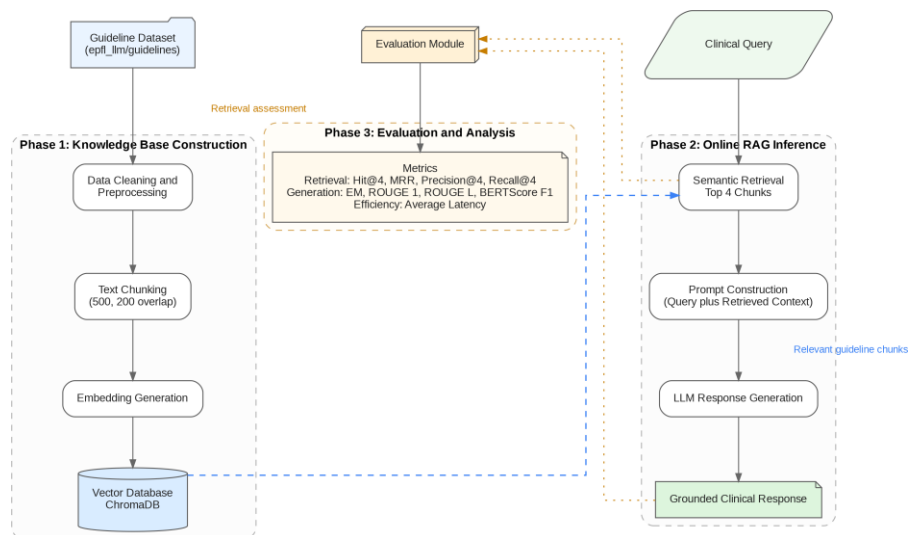 Guideline Dataset
(epfl_llm/guidelines)
Evaluation Module
Clinical Query
Retrieval assessment
Phase 1: Knowledge Base Construction
Data Cleaning and
Preprocessing
Text Chunking
(500, 200 overlap)
Embedding Generation
Vector Database
ChromaDB
Phase 3: Evaluation and Analysis
Metrics
Retrieval: Hit@4, MRR, Precision@4, Recall@4
Generation: EM, ROUGE 1, ROUGE L, BERTScore F1
Efficiency: Average Latency
Phase 2: Online RAG Inference
Semantic Retrieval
Top 4 Chunks
Prompt Construction
(Query plus Retrieved Context)
Relevant guideline chunks
LLM Response Generation
Grounded Clinical Response